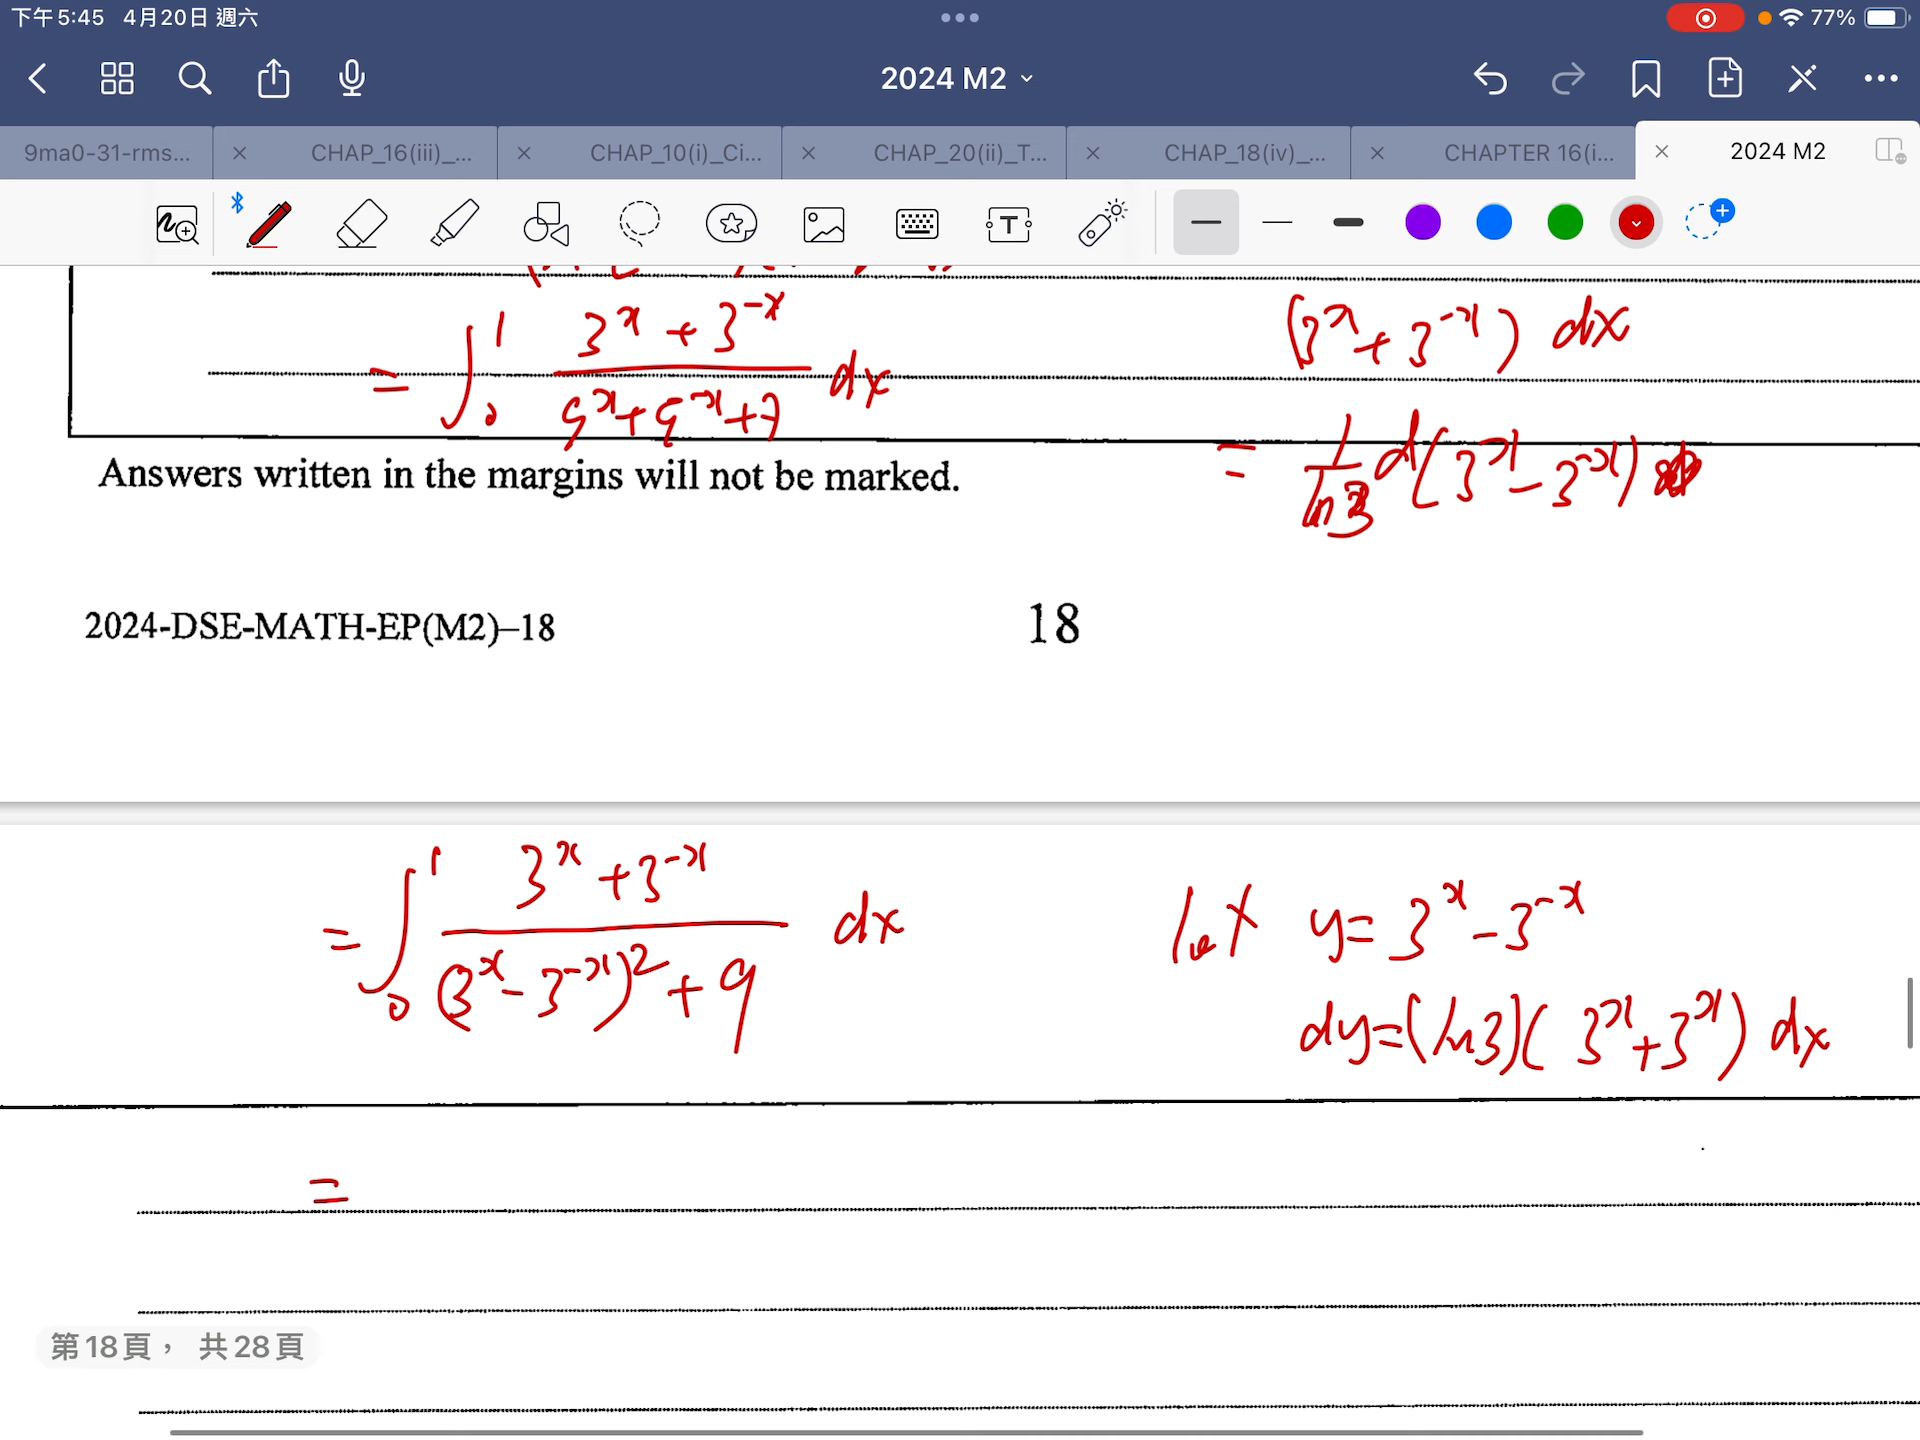 下午5:45 4月20日 週六
77%
2024 M2
9ma0-31-rms...
CHAP_16(iii)_...
CHAP_10(i)_Ci...
CHAP_20(ii)_T...
CHAP_18(iv)_...
CHAPTER 16(i...
2024 M2
= ∫₀¹ (3^x + 3^-x)/(9^x + 9^-x + 7) dx
(3^x + 3^-x) dx
= 1/ln3 d(3^x - 3^-x)
Answers written in the margins will not be marked.
2024-DSE-MATH-EP(M2)–18
18
= ∫₀¹ (3^x + 3^-x)/((3^x - 3^-x)² + 9) dx
let y = 3^x - 3^-x
dy = (ln3)(3^x + 3^x) dx
=
第18頁， 共28頁